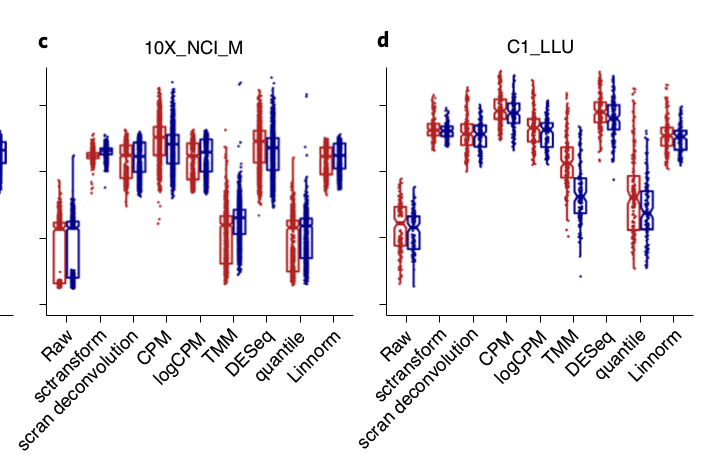 c
10X_NCI_M
Raw
sctransform
scran deconvolution
CPM
logCPM
TMM
DESeq
quantile
Linnorm
d
C1_LLU
Raw
sctransform
scran deconvolution
CPM
logCPM
TMM
DESeq
quantile
Linnorm